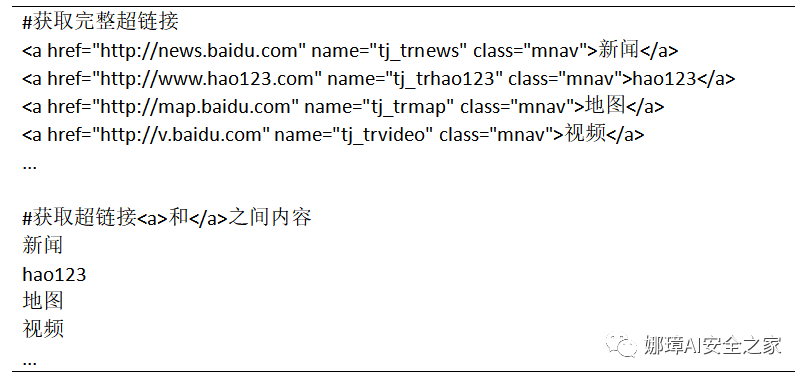 #获取完整超链接
<a href="http://news.baidu.com" name="tj_trnews" class="mnav">新闻</a>
<a href="http://www.hao123.com" name="tj_trhao123" class="mnav">hao123</a>
<a href="http://map.baidu.com" name="tj_trmap" class="mnav">地图</a>
<a href="http://v.baidu.com" name="tj_trvideo" class="mnav">视频</a>
...
#获取超链接<a>和</a>之间内容
新闻
hao123
地图
视频
...
娜璋AI安全之家